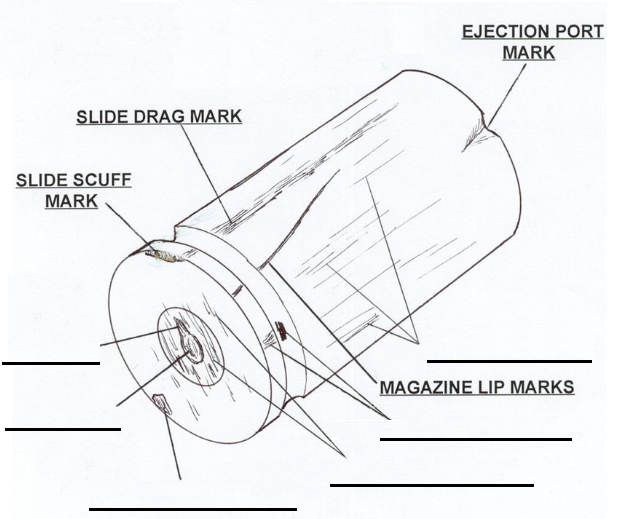 EJECTION PORT
MARK
SLIDE DRAG MARK
SLIDE SCUFF
MARK
MAGAZINE LIP MARKS